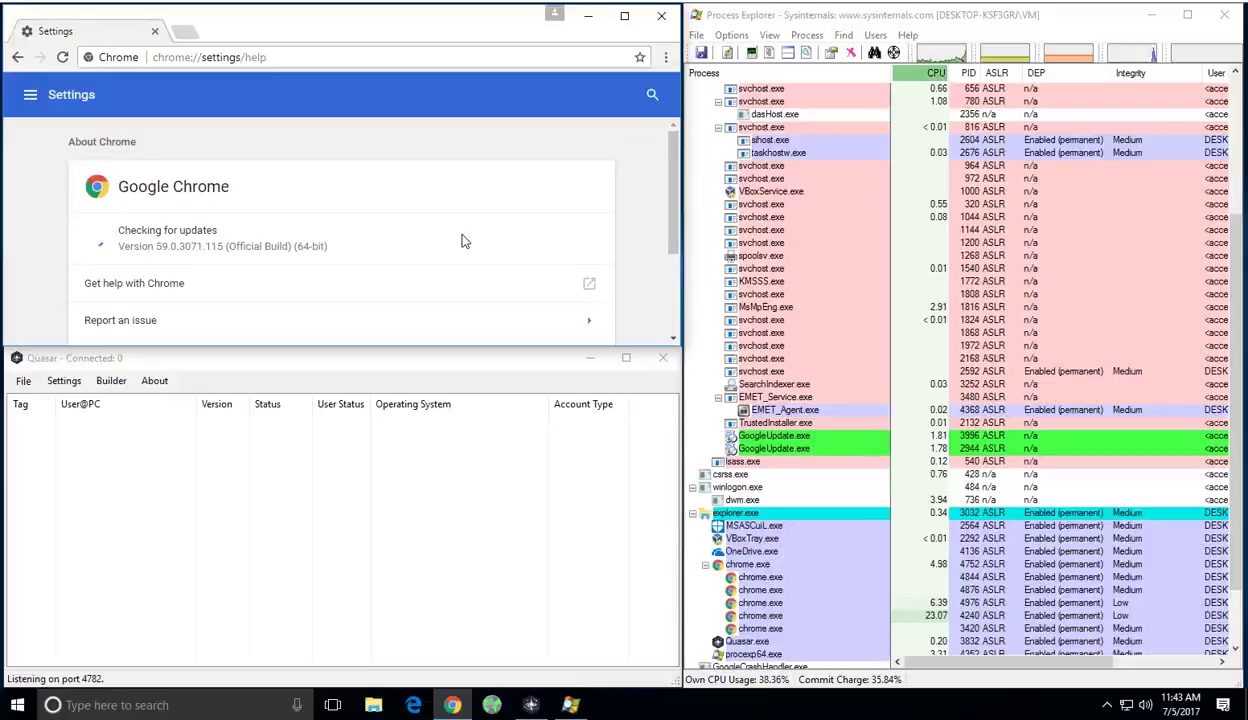 Settings
Chrome chrome://settings/help
Settings
About Chrome
Google Chrome
Checking for updates
Version 59.0.3071.115 (Official Build) (64-bit)
Get help with Chrome
Report an issue
Quasar - Connected: 0
File Settings Builder About
Tag User@PC Version Status User Status Operating System Account Type
Listening on port 4782.
Process Explorer - Sysinternals: www.sysinternals.com [DESKTOP-KSF3GRJ\VM]
File Options View Process Find Users Help
Process CPU PID ASLR DEP Integrity User
svchost.exe 0.66 656 ASLR n/a <acce
svchost.exe 1.08 780 ASLR n/a <acce
dasHost.exe 2356 n/a n/a <acce
svchost.exe < 0.01 816 ASLR n/a <acce
sihost.exe 2604 ASLR Enabled (permanent) Medium DESK
taskhostw.exe 0.03 2676 ASLR Enabled (permanent) Medium DESK
svchost.exe 964 ASLR n/a <acce
svchost.exe 972 ASLR n/a <acce
VBoxService.exe 1000 ASLR n/a <acce
svchost.exe 0.55 320 ASLR n/a <acce
svchost.exe 0.08 1044 ASLR n/a <acce
svchost.exe 1144 ASLR n/a <acce
svchost.exe 1200 ASLR n/a <acce
spoolsv.exe 1268 ASLR n/a <acce
svchost.exe 0.01 1540 ASLR n/a <acce
KMSSS.exe 1772 ASLR n/a <acce
svchost.exe 1808 ASLR n/a <acce
MsMpEng.exe 2.91 1816 ASLR n/a <acce
svchost.exe < 0.01 1824 ASLR n/a <acce
svchost.exe 1868 ASLR n/a <acce
svchost.exe 1972 ASLR n/a <acce
svchost.exe 2168 ASLR n/a <acce
svchost.exe 2592 ASLR Enabled (permanent) Medium DESK
SearchIndexer.exe 0.03 3252 ASLR n/a <acce
EMET_Service.exe 3480 ASLR n/a <acce
EMET_Agent.exe 0.02 4368 ASLR Enabled (permanent) Medium DESK
TrustedInstaller.exe 0.01 2132 ASLR n/a <acce
GoogleUpdate.exe 1.81 3996 ASLR n/a <acce
GoogleUpdate.exe 1.78 2944 ASLR n/a <acce
lsass.exe 0.12 540 ASLR n/a <acce
csrss.exe 0.76 428 n/a n/a <acce
winlogon.exe 484 n/a n/a <acce
dwm.exe 3.94 736 n/a n/a <acce
explorer.exe 0.34 3032 ASLR Enabled (permanent) Medium DESK
MSASCuiL.exe 2564 ASLR Enabled (permanent) Medium DESK
VBoxTray.exe < 0.01 2292 ASLR Enabled (permanent) Medium DESK
OneDrive.exe 4136 ASLR Enabled (permanent) Medium DESK
chrome.exe 4.98 4752 ASLR Enabled (permanent) Medium DESK
chrome.exe 4844 ASLR Enabled (permanent) Medium DESK
chrome.exe 4876 ASLR Enabled (permanent) Medium DESK
chrome.exe 6.39 4976 ASLR Enabled (permanent) Low DESK
chrome.exe 23.07 4240 ASLR Enabled (permanent) Low DESK
chrome.exe 3420 ASLR Enabled (permanent) Medium DESK
Quasar.exe 0.20 3832 ASLR Enabled (permanent) Medium DESK
procexp64.exe 3.31 4352 ASLR Enabled (permanent) Medium DESK
GoogleCrashHandler.exe
Own CPU Usage: 38.36% Commit Charge: 35.84%
Type here to search
11:43 AM
7/5/2017